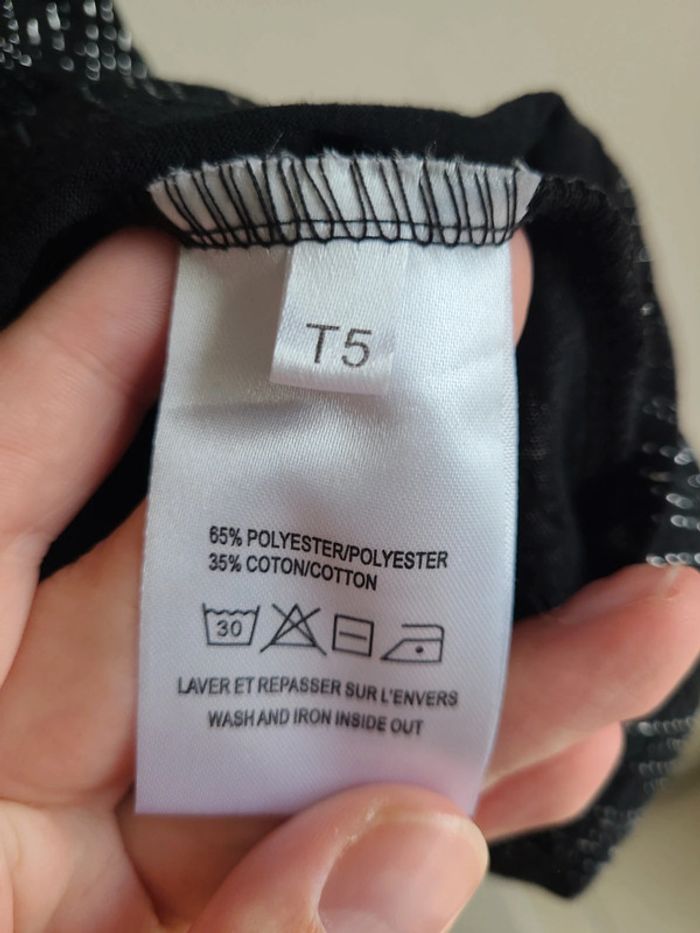 T5
65% POLYESTER/POLYESTER
35% COTON/COTTON
30
LAVER ET REPASSER SUR L'ENVERS
WASH AND IRON INSIDE OUT